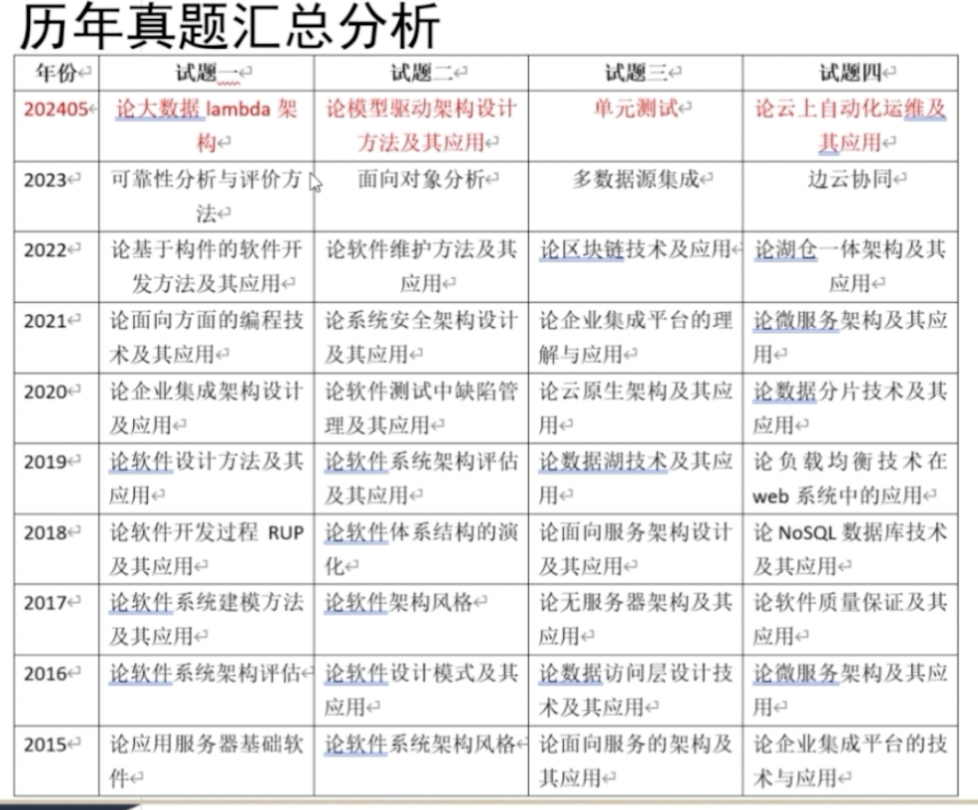 历年真题汇总分析
年份 试题一 试题二 试题三 试题四
202405 论大数据 lambda 架 论模型驱动架构设计 单元测试 论云上自动化运维及
构 方法及其应用 其应用
2023 可靠性分析与评价方 面向对象分析 多数据源集成 边云协同
法
2022 论基于构件的软件开 论软件维护方法及其 论区块链技术及应用 论湖仓一体架构及其
发方法及其应用 应用 应用
2021 论面向方面的编程技 论系统安全架构设计 论企业集成平台的理 论微服务架构及其应
术及其应用 及其应用 解与应用 用
2020 论企业集成架构设计 论软件测试中缺陷管 论云原生架构及其应 论数据分片技术及其
及应用 理及其应用 用 应用
2019 论软件设计方法及其 论软件系统架构评估 论数据湖技术及其应 论负载均衡技术在
应用 及其应用 用 web 系统中的应用
2018 论软件开发过程 RUP 论软件体系结构的演 论面向服务架构设计 论 NoSQL 数据库技术
及其应用 化 及其应用 及其应用
2017 论软件系统建模方法 论软件架构风格 论无服务器架构及其 论软件质量保证及其
及其应用 应用 应用
2016 论软件系统架构评估 论软件设计模式及其 论数据访问层设计技 论微服务架构及其应
应用 术及其应用 用
2015 论应用服务器基础软 论软件系统架构风格 论面向服务的架构及 论企业集成平台的技
件 其应用 术与应用